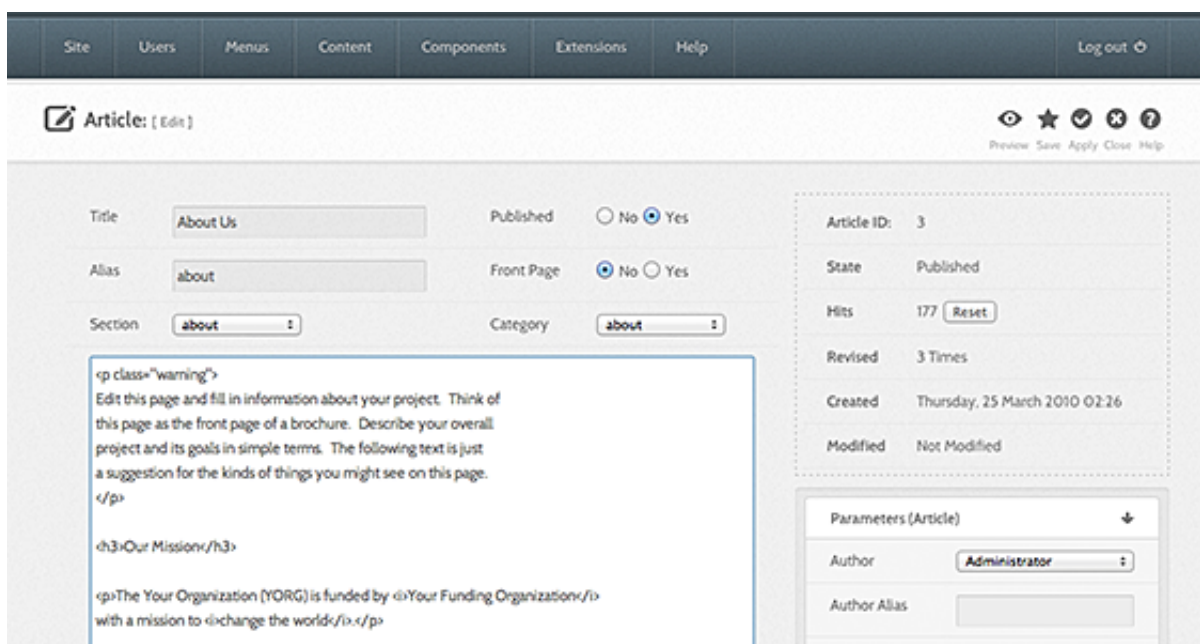 Site Users Menus Content Components Extensions Help Log out
Article: [ Edit ]
Preview Save Apply Close Help
Title About Us Published No Yes
Alias about Front Page No Yes
Section about Category about
<p class="warning">
Edit this page and fill in information about your project. Think of
this page as the front page of a brochure. Describe your overall
project and its goals in simple terms. The following text is just
a suggestion for the kinds of things you might see on this page.
</p>
<h3>Our Mission</h3>
<p>The Your Organization (YORG) is funded by <i>Your Funding Organization</i>
with a mission to <i>change the world</i>.</p>
Article ID: 3
State Published
Hits 177 Reset
Revised 3 Times
Created Thursday, 25 March 2010 02:26
Modified Not Modified
Parameters (Article)
Author Administrator
Author Alias